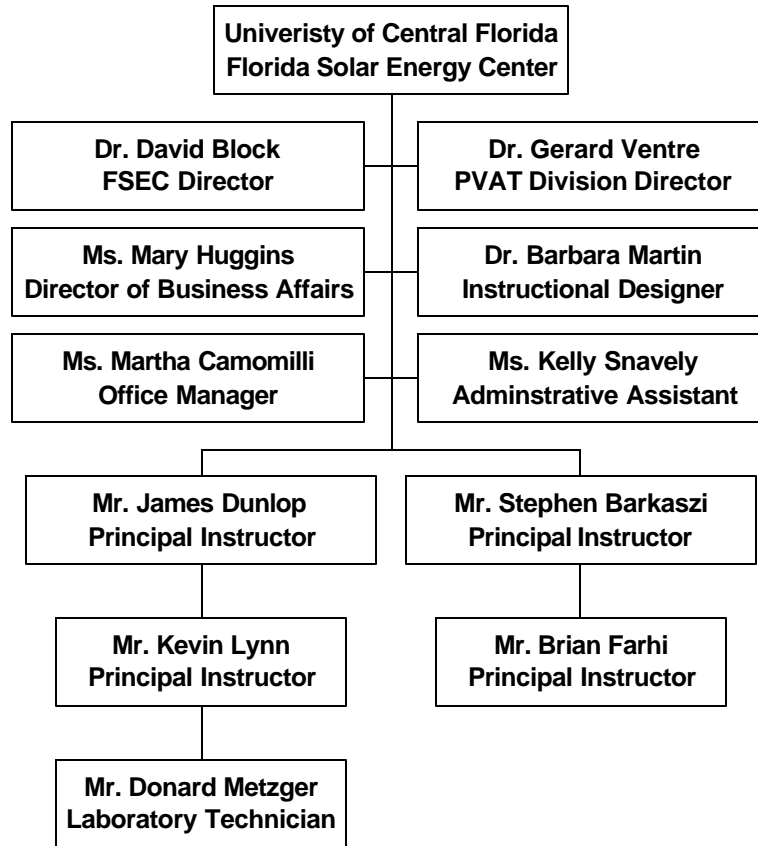 Univeristy of Central Florida
Florida Solar Energy Center
Dr. David Block
FSEC Director
Dr. Gerard Ventre
PVAT Division Director
Ms. Mary Huggins
Director of Business Affairs
Dr. Barbara Martin
Instructional Designer
Ms. Martha Camomilli
Office Manager
Ms. Kelly Snavely
Adminstrative Assistant
Mr. James Dunlop
Principal Instructor
Mr. Stephen Barkaszi
Principal Instructor
Mr. Kevin Lynn
Principal Instructor
Mr. Brian Farhi
Principal Instructor
Mr. Donard Metzger
Laboratory Technician